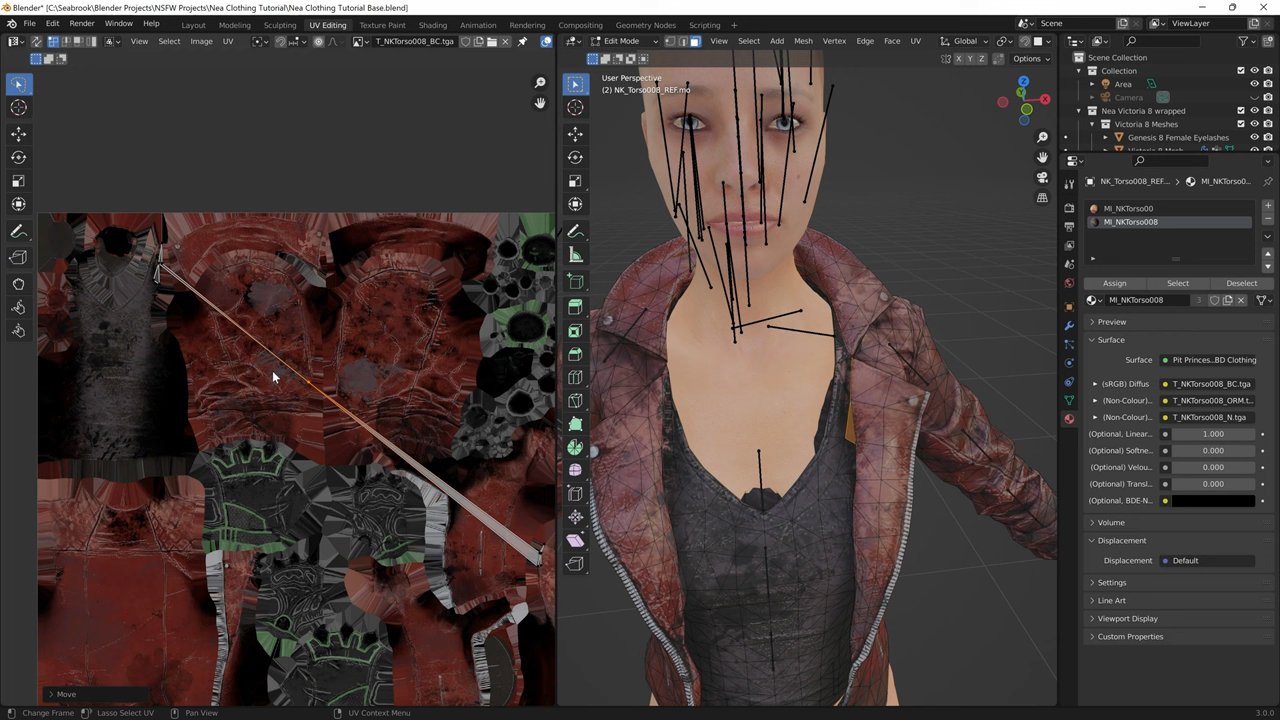 Blender* [C:\Seabrook\Blender Projects\NSFW Projects\Nea Clothing Tutorial\Nea Clothing Tutorial Base.blend]
File Edit Render Window Help Layout Modeling Sculpting UV Editing Texture Paint Shading Animation Rendering Compositing Geometry Nodes Scripting + Scene ViewLayer
View Select Image UV T_NKTorso008_BC.tga Edit Mode View Select Add Mesh Vertex Edge Face UV Global
X Y Z Options
Scene Collection
Collection
Area
Camera
Nea Victoria 8 wrapped
Victoria 8 Meshes
Genesis 8 Female Eyelashes
User Perspective
(2) NK_Torso008_REF.mo
Z
Y
X
NK_Torso008_REF... > MI_NKTorso0...
MI_NKTorso00
MI_NKTorso008
Assign Select Deselect
MI_NKTorso008 3
Preview
Surface
Surface Pit Princes...BD Clothing
(sRGB) Diffus T_NKTorso008_BC.tga
(Non-Colour)... T_NKTorso008_ORM.t...
(Non-Colour)... T_NKTorso008_N.tga
(Optional, Linear... 1.000
(Optional) Softne... 0.000
(Optional) Velou... 0.000
(Optional) Transl... 0.000
(Optional, BDE-N...
Volume
Displacement
Displacement Default
Settings
Line Art
Viewport Display
Custom Properties
Move
Change Frame Lasso Select UV Pan View UV Context Menu 3.0.0